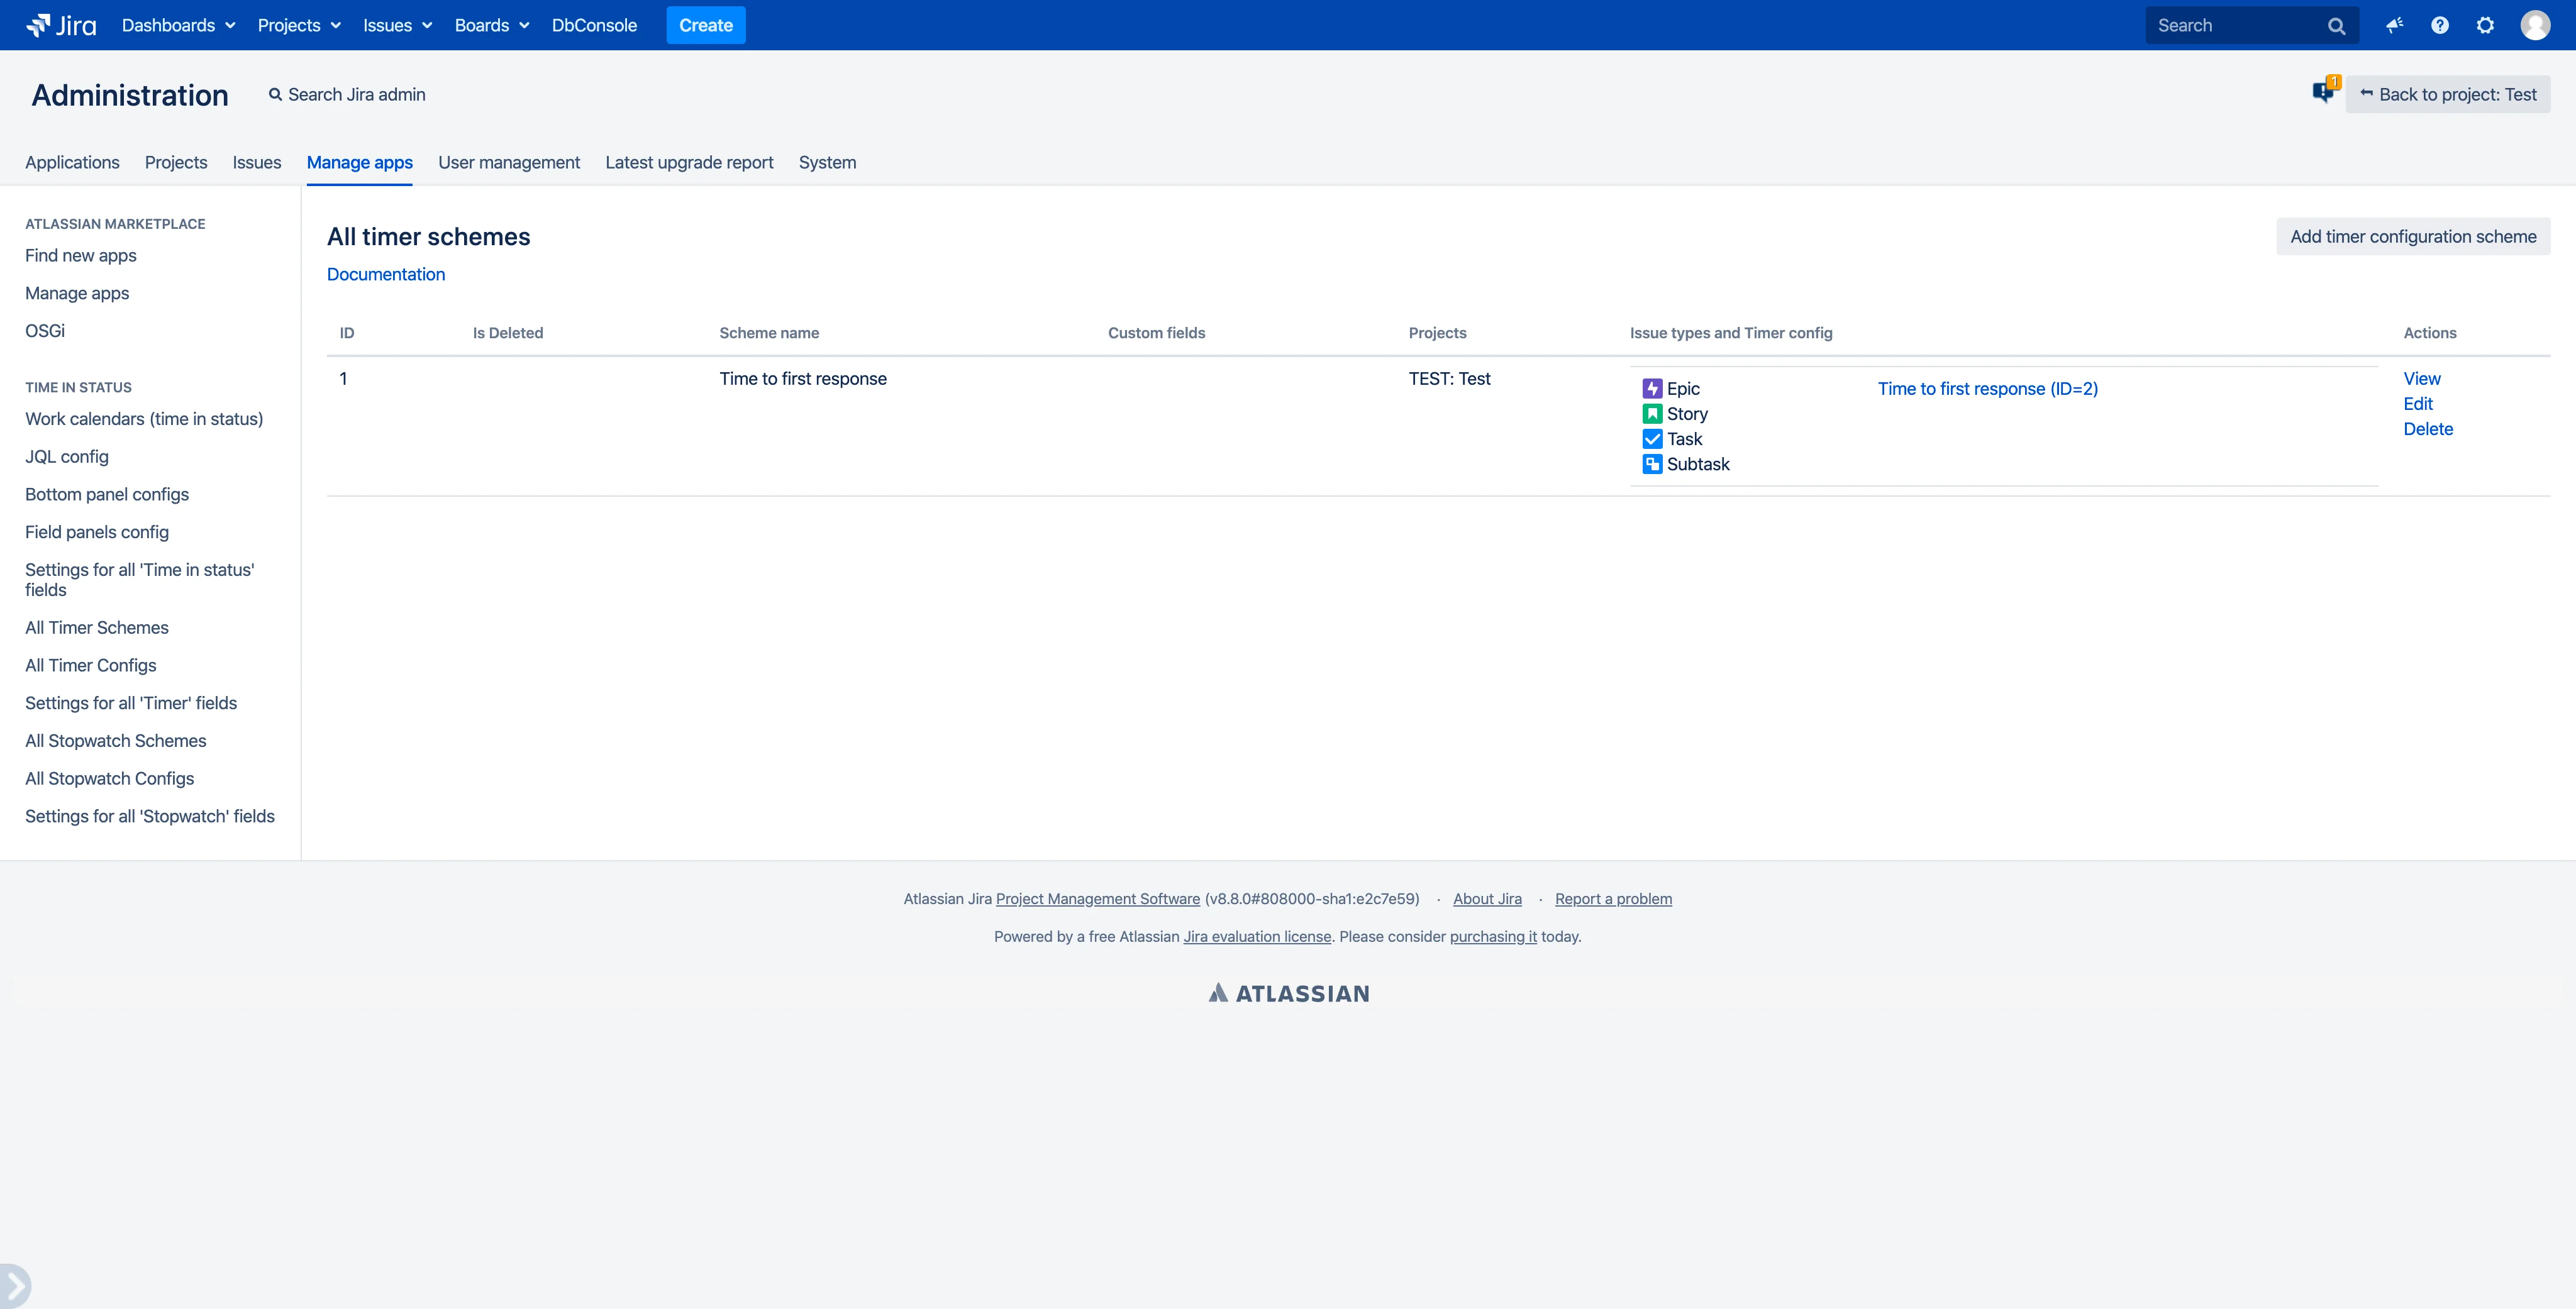 Jira Dashboards Projects Issues Boards DbConsole Create Search
Administration Search Jira admin 1 Back to project: Test
Applications Projects Issues Manage apps User management Latest upgrade report System
ATLASSIAN MARKETPLACE
Find new apps
Manage apps
OSGi
TIME IN STATUS
Work calendars (time in status)
JQL config
Bottom panel configs
Field panels config
Settings for all 'Time in status'
fields
All Timer Schemes
All Timer Configs
Settings for all 'Timer' fields
All Stopwatch Schemes
All Stopwatch Configs
Settings for all 'Stopwatch' fields
All timer schemes Add timer configuration scheme
Documentation
ID Is Deleted Scheme name Custom fields Projects Issue types and Timer config Actions
1 Time to first response TEST: Test Epic Time to first response (ID=2) View
Story Edit
Task Delete
Subtask
Atlassian Jira Project Management Software (v8.8.0#808000-sha1:e2c7e59) · About Jira · Report a problem
Powered by a free Atlassian Jira evaluation license. Please consider purchasing it today.
ATLASSIAN